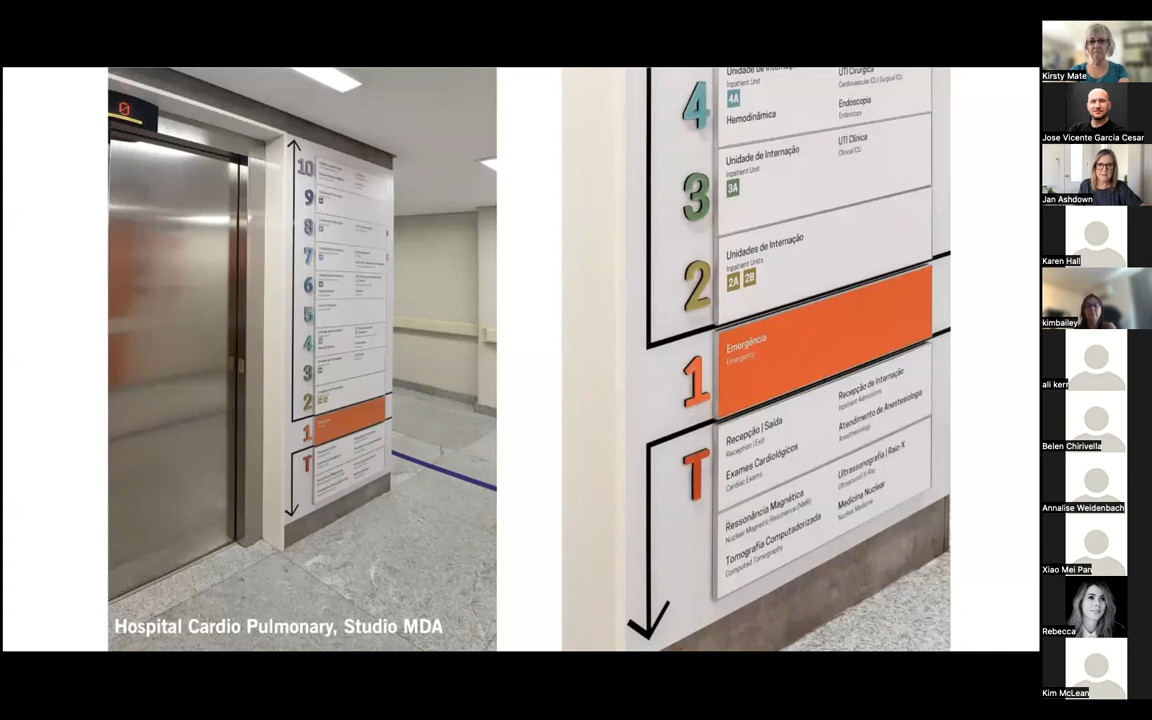 0
10
9
8
7
6
5
4
3
2
1
T
Hospital Cardio Pulmonary, Studio MDA
4
Unidade de
Inpatient Unit
4A
Hemodinâmica
UTI Cirúrgica
Cardiovascular ICU | Surgical ICU
Endoscopia
Endoscopy
3
Unidade de Internação
Inpatient Unit
3A
UTI Clínica
Clinical ICU
2
Unidades de Internação
Inpatient Units
2A 2B
1
Emergência
Emergency
T
Recepção | Saída
Reception | Exit
Exames Cardiológicos
Cardiac Exams
Recepção de Internação
Inpatient Admissions
Atendimento de Anestesiologia
Anesthesiology
Ressonância Magnética
Nuclear Magnetic Resonance (NMR)
Tomografia Computadorizada
Computed Tomography
Ultrassonografia | Raio-X
Ultrasound | X-Ray
Medicina Nuclear
Nuclear Medicine
Kirsty Mate
Jose Vicente Garcia Cesar
Jan Ashdown
Karen Hall
kimbailey
ali kerr
Belen Chirivella
Annalise Weidenbach
Xiao Mei Pan
Rebecca
Kim McLean